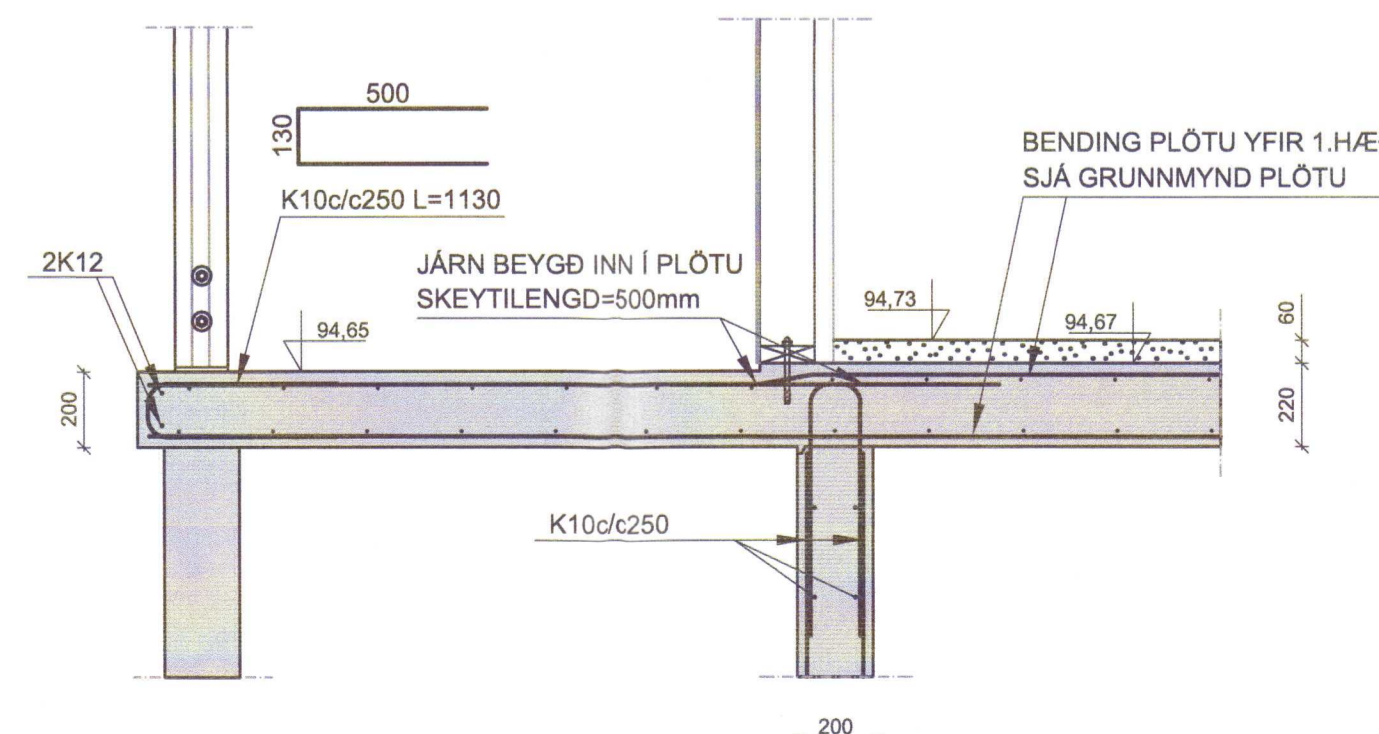 500
130
BENDING PLÖTU YFIR 1.HÆ
SJÁ GRUNNMYND PLÖTU
K10c/c250 L=1130
2K12
JÁRN BEYGÐ INN Í PLÖTU
SKEYTILENGD=500mm
94,65
94,73
94,67
60
200
220
K10c/c250
200